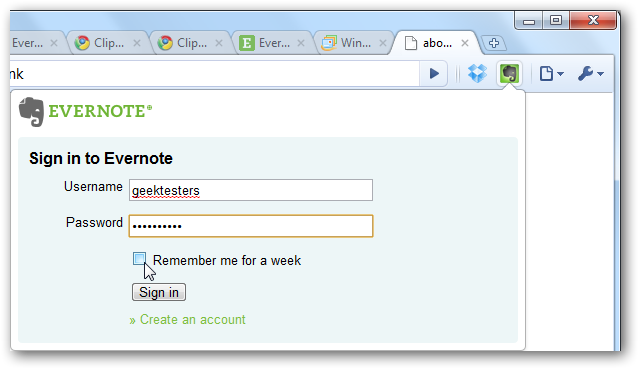 Ever... Clip... Clip... Ever... Win... abo...
nk
EVERNOTE®
Sign in to Evernote
Username geektesters
Password ••••••••••
Remember me for a week
Sign in
» Create an account